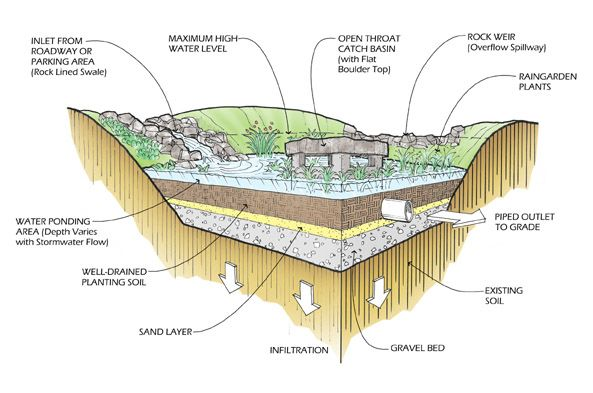 INLET FROM
ROADWAY OR
PARKING AREA
(Rock Lined Swale)
MAXIMUM HIGH
WATER LEVEL
OPEN THROAT
CATCH BASIN
(with Flat
Boulder Top)
ROCK WEIR
(Overflow Spillway)
RAINGARDEN
PLANTS
WATER PONDING
AREA (Depth Varies
with Stormwater Flow)
PIPED OUTLET
TO GRADE
WELL-DRAINED
PLANTING SOIL
EXISTING
SOIL
SAND LAYER
INFILTRATION
GRAVEL BED